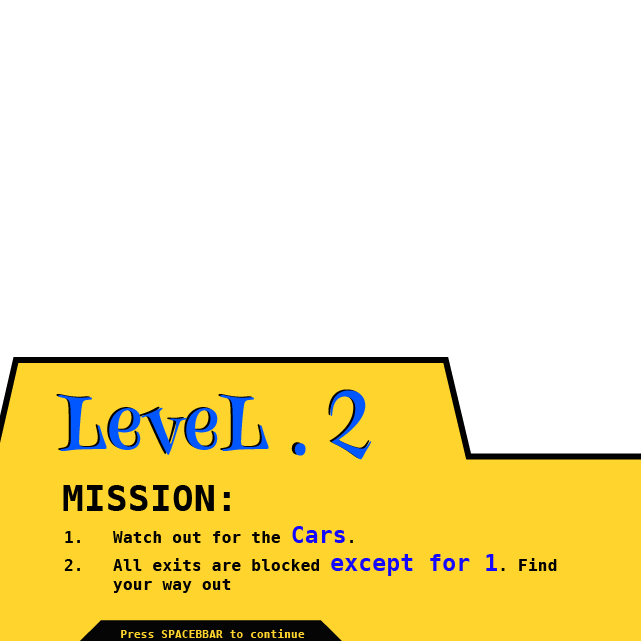 LeveL . 2
MISSION:
1. Watch out for the Cars.
2. All exits are blocked except for 1. Find
your way out
Press SPACEBBAR to continue